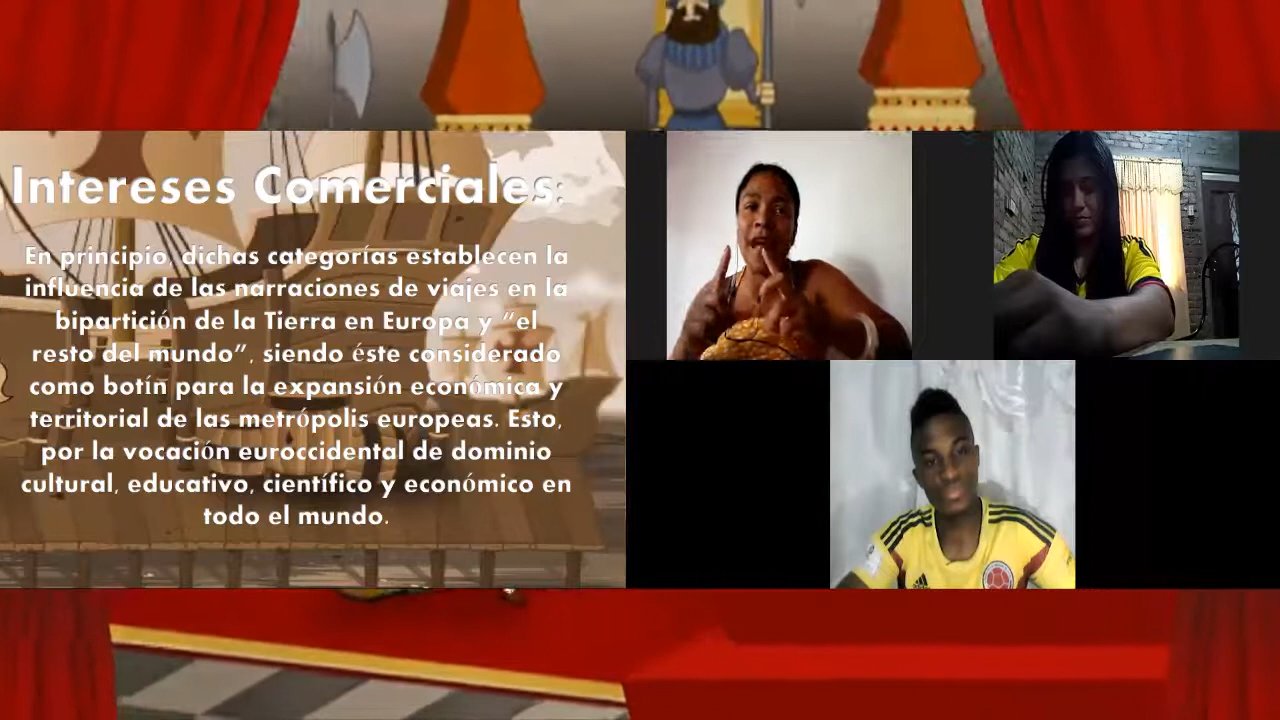 Intereses Comerciales:
En principio, dichas categorías establecen la
influencia de las narraciones de viajes en la
bipartición de la Tierra en Europa y “el
resto del mundo”, siendo éste considerado
como botín para la expansión económica y
territorial de las metrópolis europeas. Esto,
por la vocación euroccidental de dominio
cultural, educativo, científico y económico en
todo el mundo.